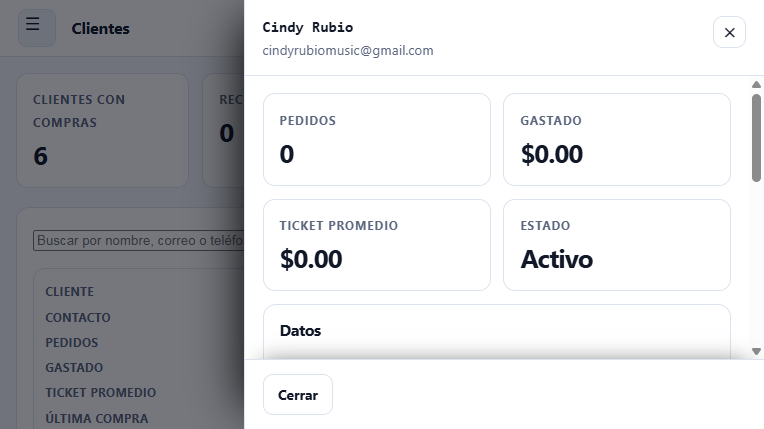 ☰
Clientes
CLIENTES CON
COMPRAS
6
REC
0
Buscar por nombre, correo o teléfo
CLIENTE
CONTACTO
PEDIDOS
GASTADO
TICKET PROMEDIO
ÚLTIMA COMPRA
Cindy Rubio
cindyrubiomusic@gmail.com
×
PEDIDOS
0
GASTADO
$0.00
TICKET PROMEDIO
$0.00
ESTADO
Activo
Datos
Cerrar